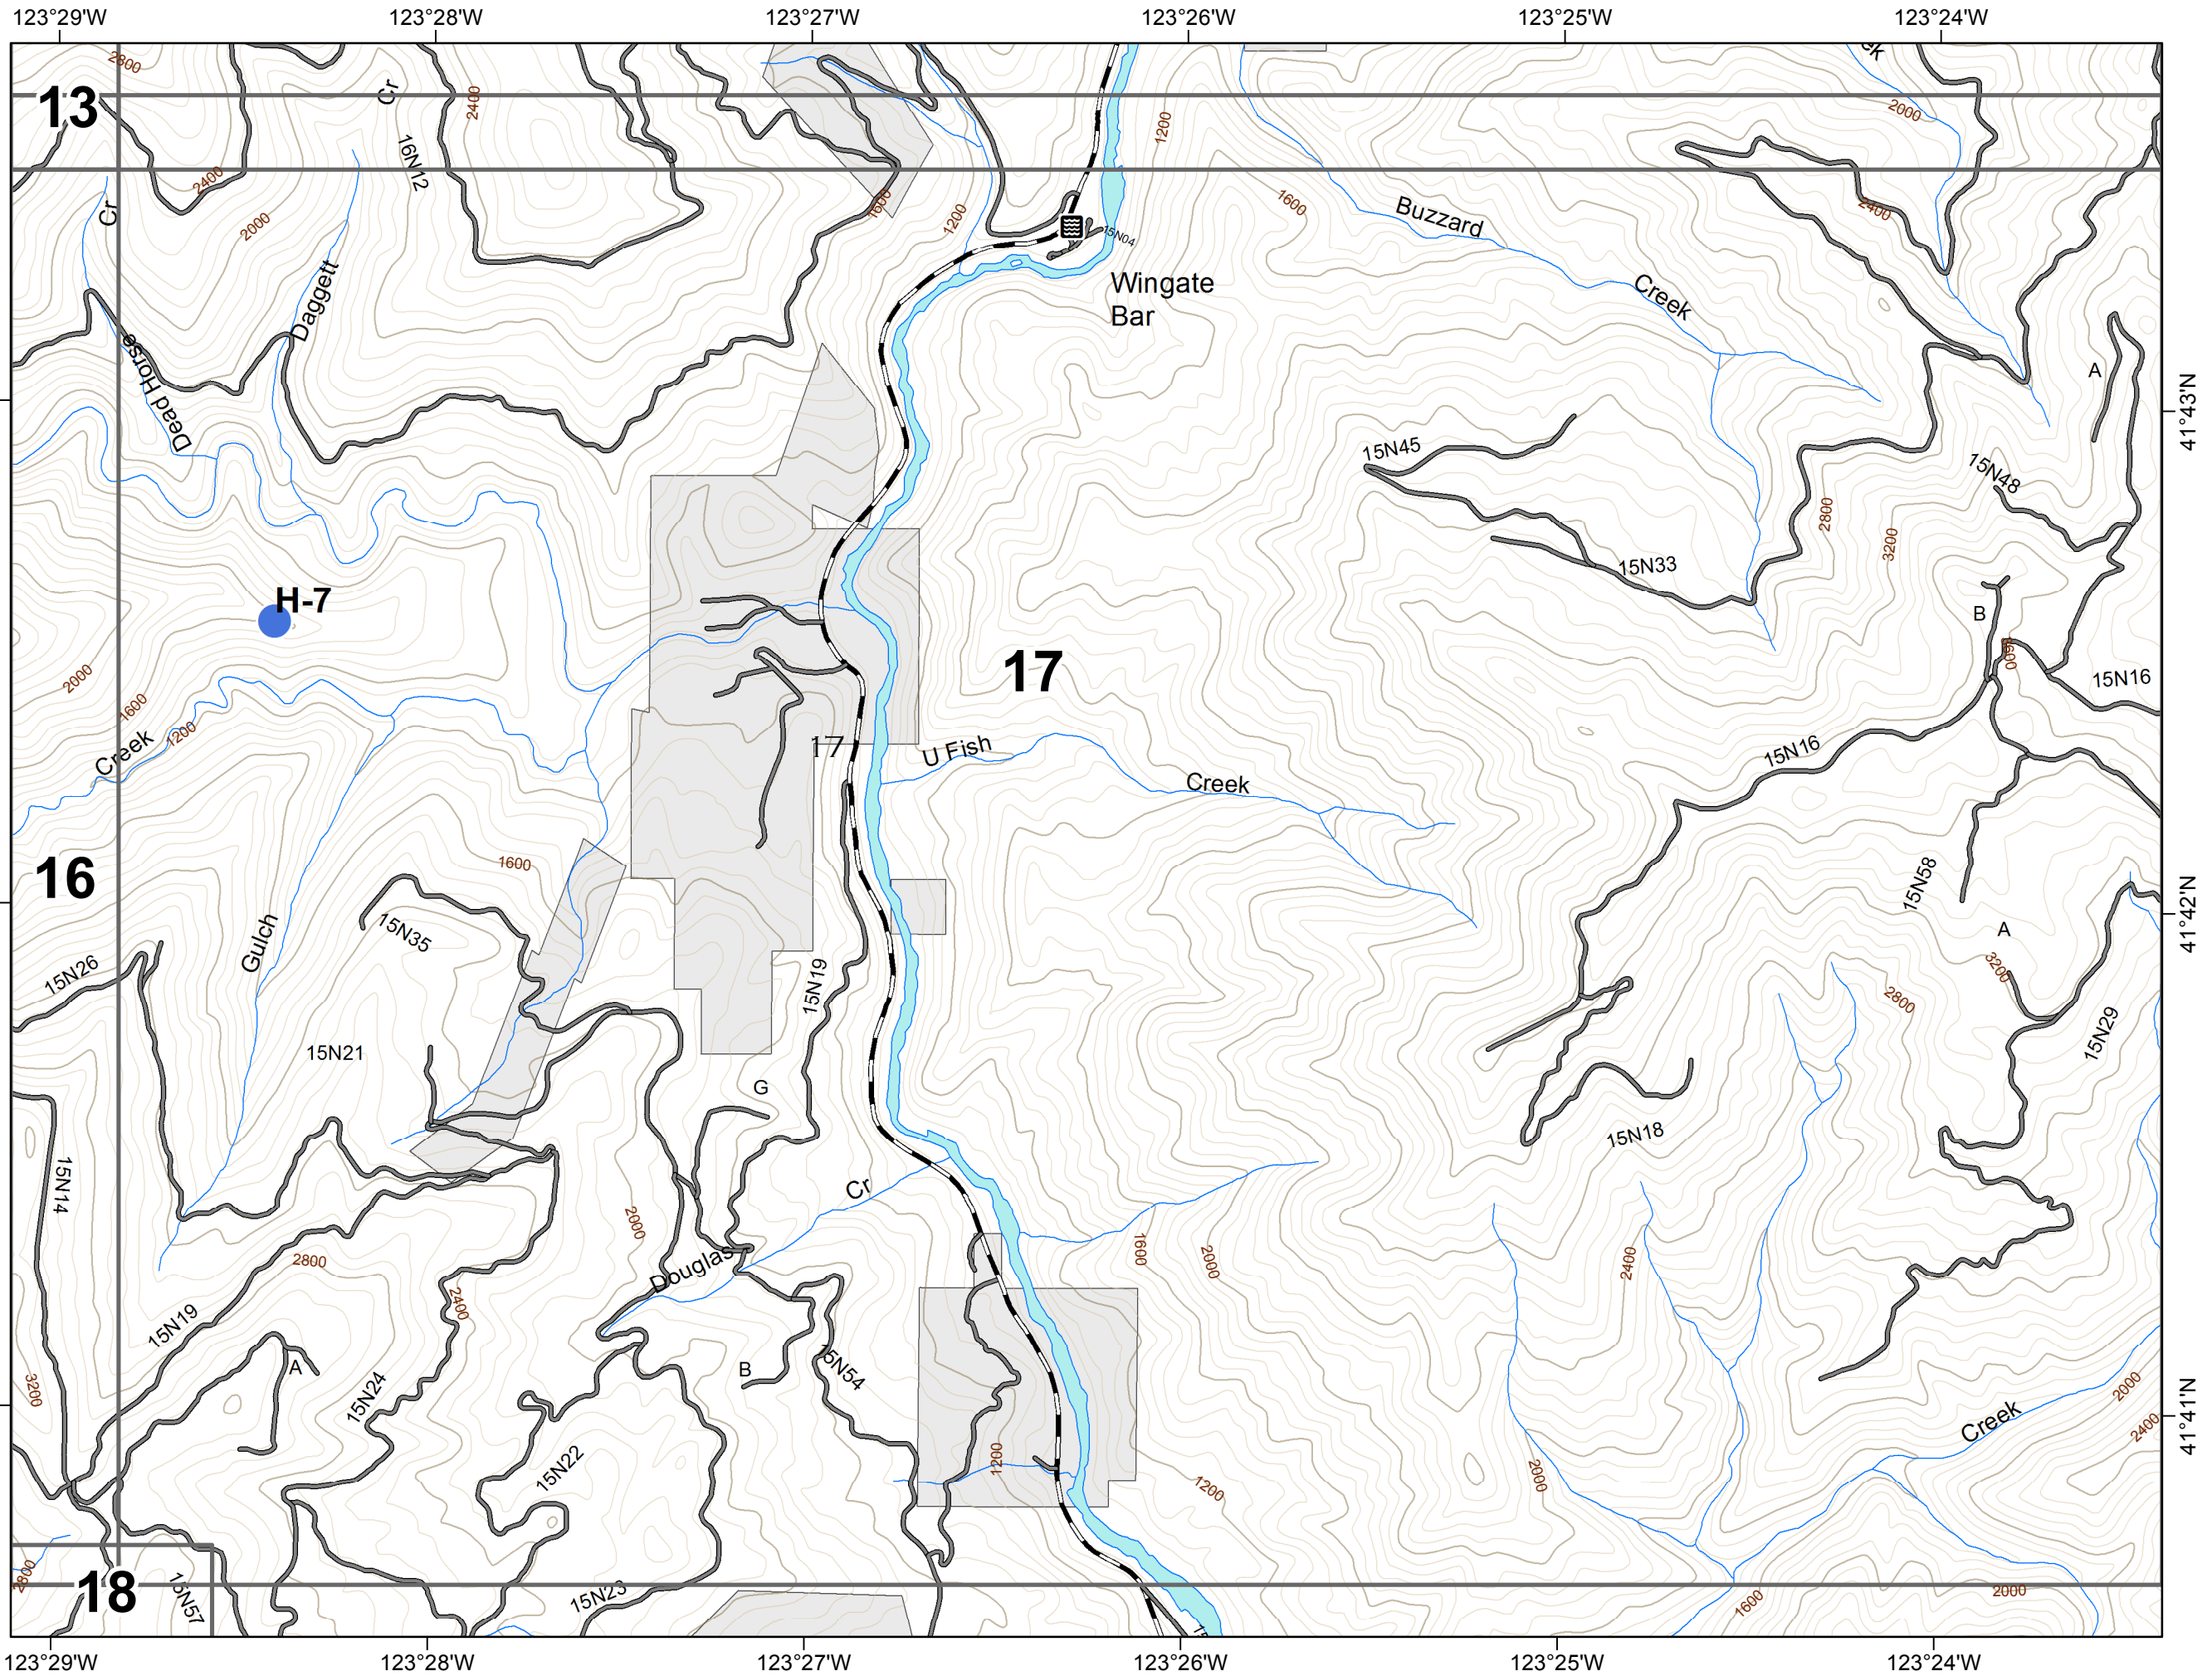 123°29'W
123°28'W
123°27'W
123°26'W
123°25'W
123°24'W
2800
13
Cr
2400
1200
2000
16N12
2400
Cr
2000
1600
1200
15N04
1600
Buzzard
2400
Wingate
Bar
Creek
Daggett
Dead Horse
A
41°43'N
15N45
15N48
2800
3200
15N33
H-7
B
17
3600
2000
15N16
1600
1200
Creek
17
U Fish
Creek
15N16
1600
16
15N58
41°42'N
15N35
Gulch
A
15N26
15N19
3200
2800
15N21
15N29
G
15N18
15N14
Cr
2000
1600
2000
2400
2800
Douglas
2400
15N19
A
B
15N54
3200
15N24
2000
Creek
2400
41°41'N
15N22
1200
1200
2000
2800
18
15N57
15N23
1600
2000
123°29'W
123°28'W
123°27'W
123°26'W
123°25'W
123°24'W